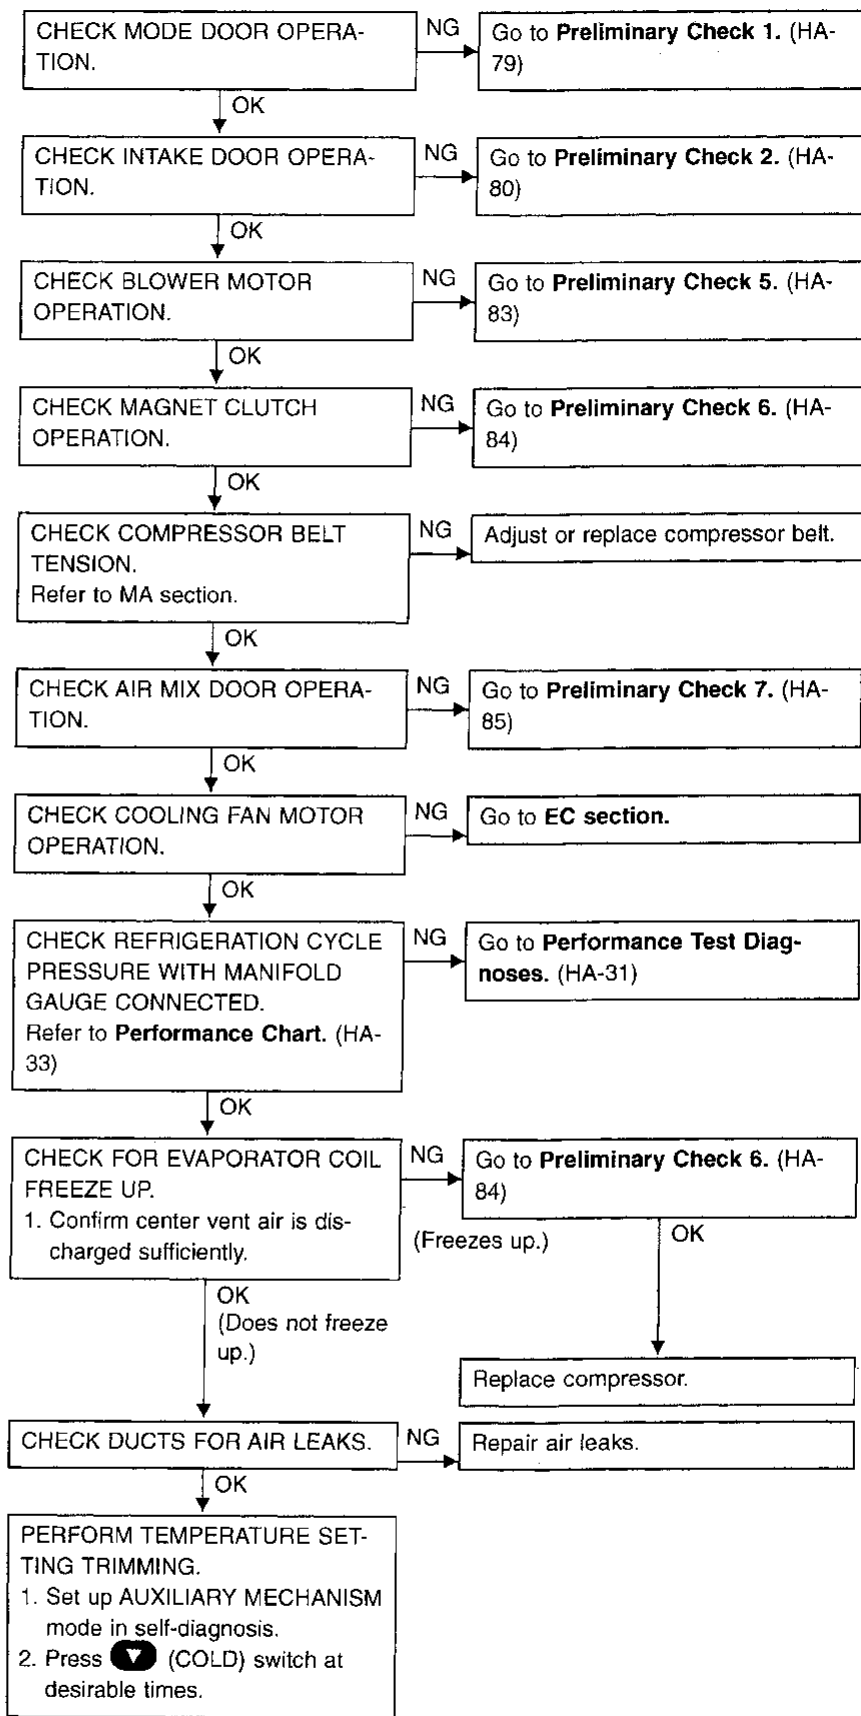 CHECK MODE DOOR OPERA-
TION.
NG
Go to Preliminary Check 1. (HA-
79)
OK
CHECK INTAKE DOOR OPERA-
TION.
NG
Go to Preliminary Check 2. (HA-
80)
OK
CHECK BLOWER MOTOR
OPERATION.
NG
Go to Preliminary Check 5. (HA-
83)
OK
CHECK MAGNET CLUTCH
OPERATION.
NG
Go to Preliminary Check 6. (HA-
84)
OK
CHECK COMPRESSOR BELT
TENSION.
Refer to MA section.
NG
Adjust or replace compressor belt.
OK
CHECK AIR MIX DOOR OPERA-
TION.
NG
Go to Preliminary Check 7. (HA-
85)
OK
CHECK COOLING FAN MOTOR
OPERATION.
NG
Go to EC section.
OK
CHECK REFRIGERATION CYCLE
PRESSURE WITH MANIFOLD
GAUGE CONNECTED.
Refer to Performance Chart. (HA-
33)
NG
Go to Performance Test Diag-
noses. (HA-31)
OK
CHECK FOR EVAPORATOR COIL
FREEZE UP.
1. Confirm center vent air is dis-
charged sufficiently.
NG
(Freezes up.)
Go to Preliminary Check 6. (HA-
84)
OK
Replace compressor.
OK
(Does not freeze
up.)
CHECK DUCTS FOR AIR LEAKS.
NG
Repair air leaks.
OK
PERFORM TEMPERATURE SET-
TING TRIMMING.
1. Set up AUXILIARY MECHANISM
mode in self-diagnosis.
2. Press ▼ (COLD) switch at
desirable times.